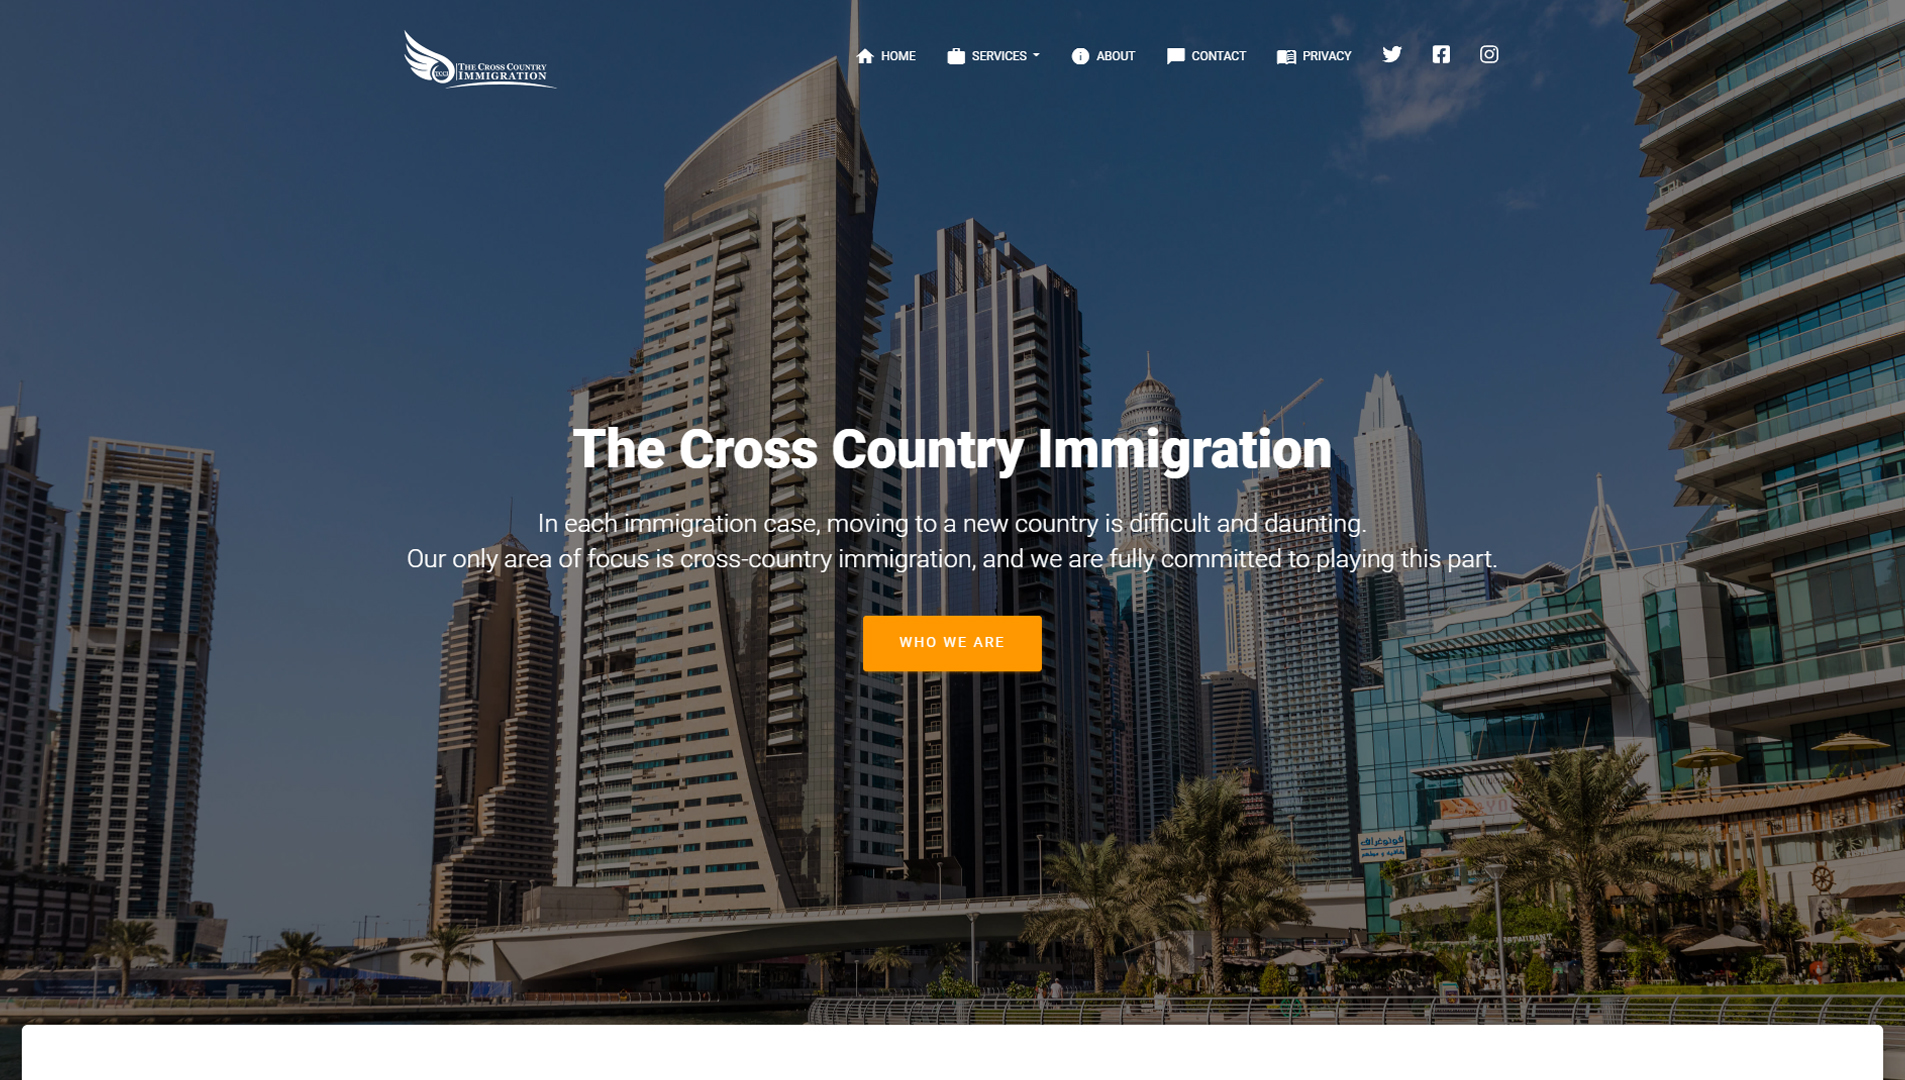 TCCI
THE CROSS COUNTRY
IMMIGRATION
HOME
SERVICES
ABOUT
CONTACT
PRIVACY
The Cross Country Immigration
In each immigration case, moving to a new country is difficult and daunting.
Our only area of focus is cross-country immigration, and we are fully committed to playing this part.
WHO WE ARE
RESTAURANT